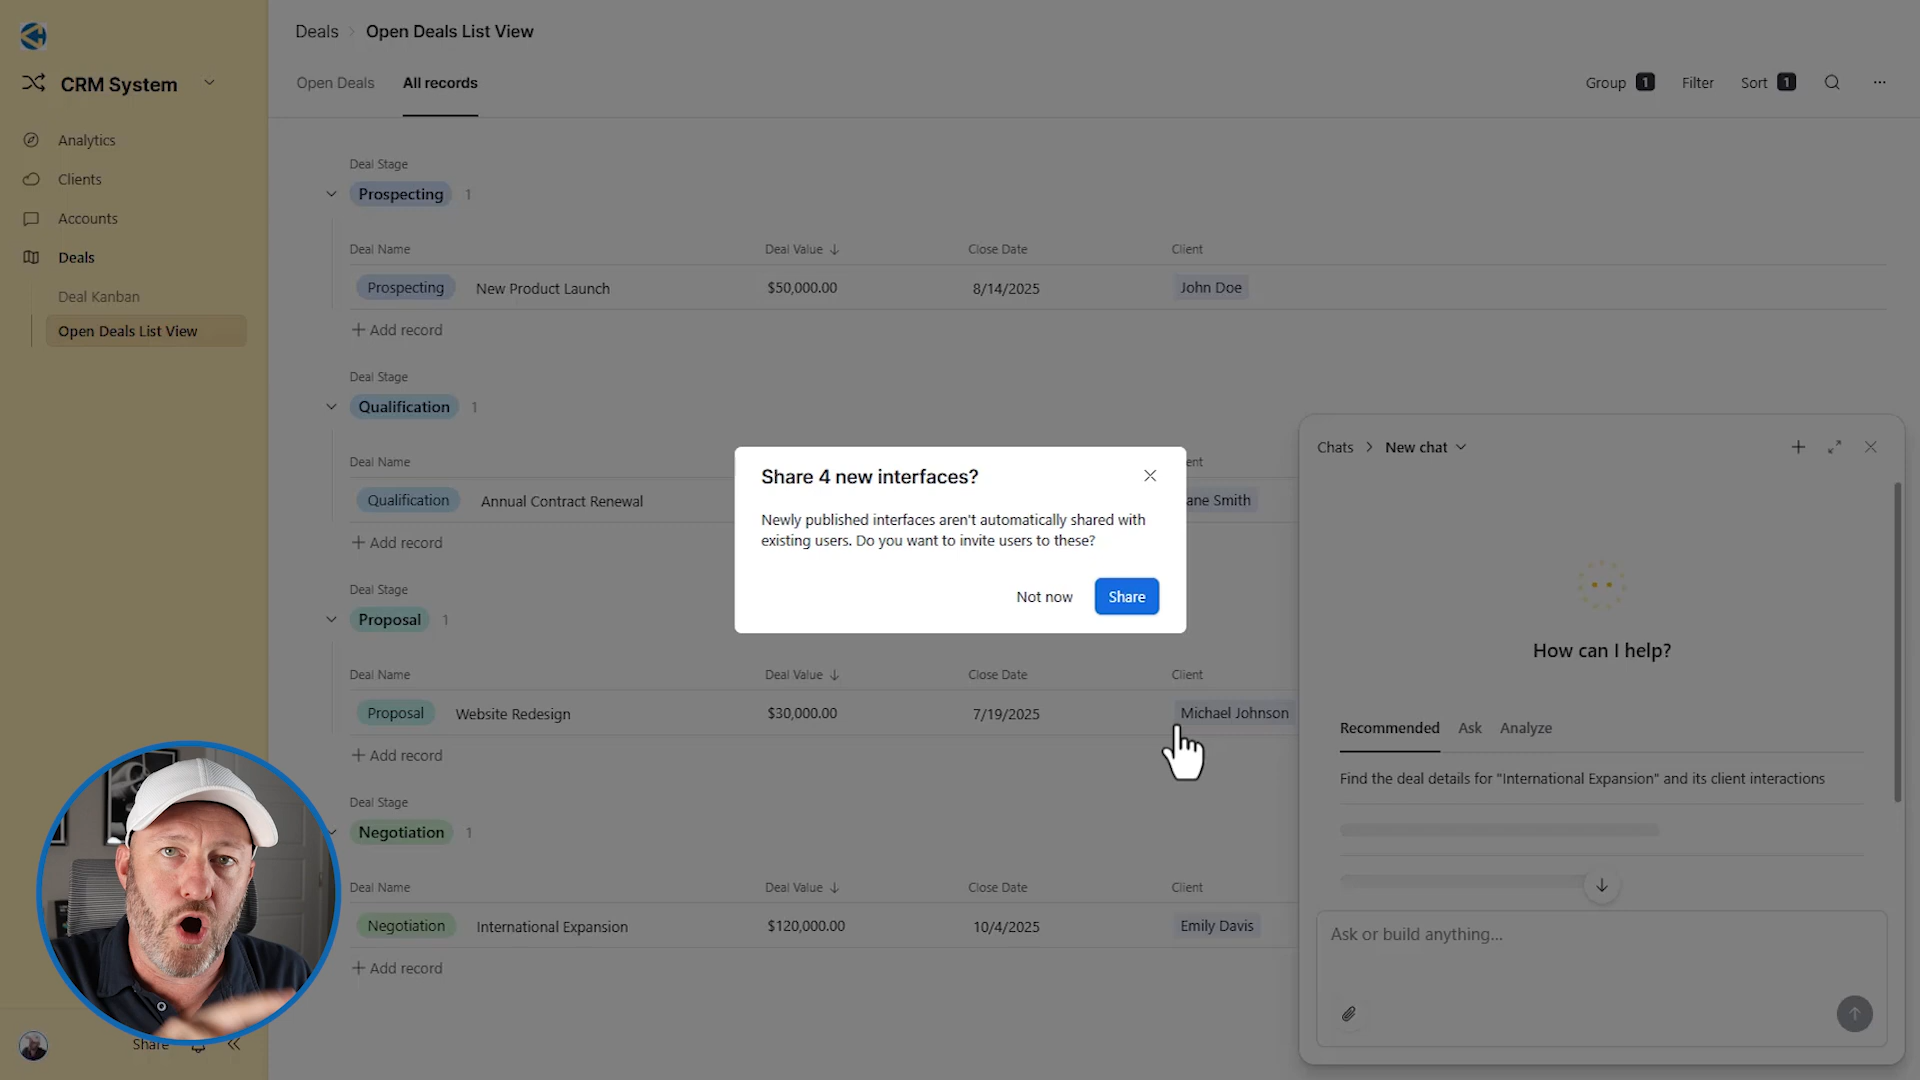 CRM System
Analytics
Clients
Accounts
Deals
Deal Kanban
Open Deals List View
Share
Deals Open Deals List View
Open Deals All records
Group 1 Filter Sort 1
Deal Stage
Prospecting 1
Deal Name Deal Value Close Date Client
Prospecting New Product Launch $50,000.00 8/14/2025 John Doe
+ Add record
Deal Stage
Qualification 1
Deal Name
Qualification Annual Contract Renewal
+ Add record
Deal Stage
Proposal 1
Deal Name Deal Value Close Date Client
Proposal Website Redesign $30,000.00 7/19/2025 Michael Johnson
+ Add record
Deal Stage
Negotiation 1
Deal Name Deal Value Close Date Client
Negotiation International Expansion $120,000.00 10/4/2025 Emily Davis
+ Add record
Share 4 new interfaces?
Newly published interfaces aren't automatically shared with
existing users. Do you want to invite users to these?
Not now Share
Chats New chat
How can I help?
Recommended Ask Analyze
Find the deal details for "International Expansion" and its client interactions
Ask or build anything...